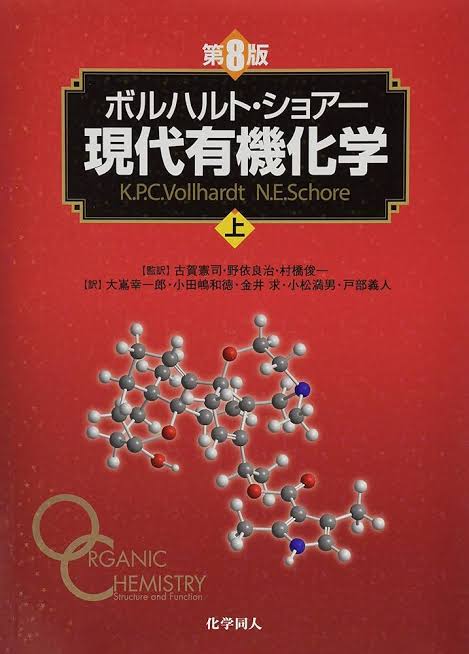 第8版
ボルハルト・ショアー
現代有機化学
K.P.C.Vollhardt N.E.Schore
上
【監訳】古賀憲司・野依良治・村橋俊一
【訳】大嶌幸一郎・小田嶋和徳・金井 求・小松満男・戸部義人
ORGANIC
CHEMISTRY
Structure and Function
化学同人